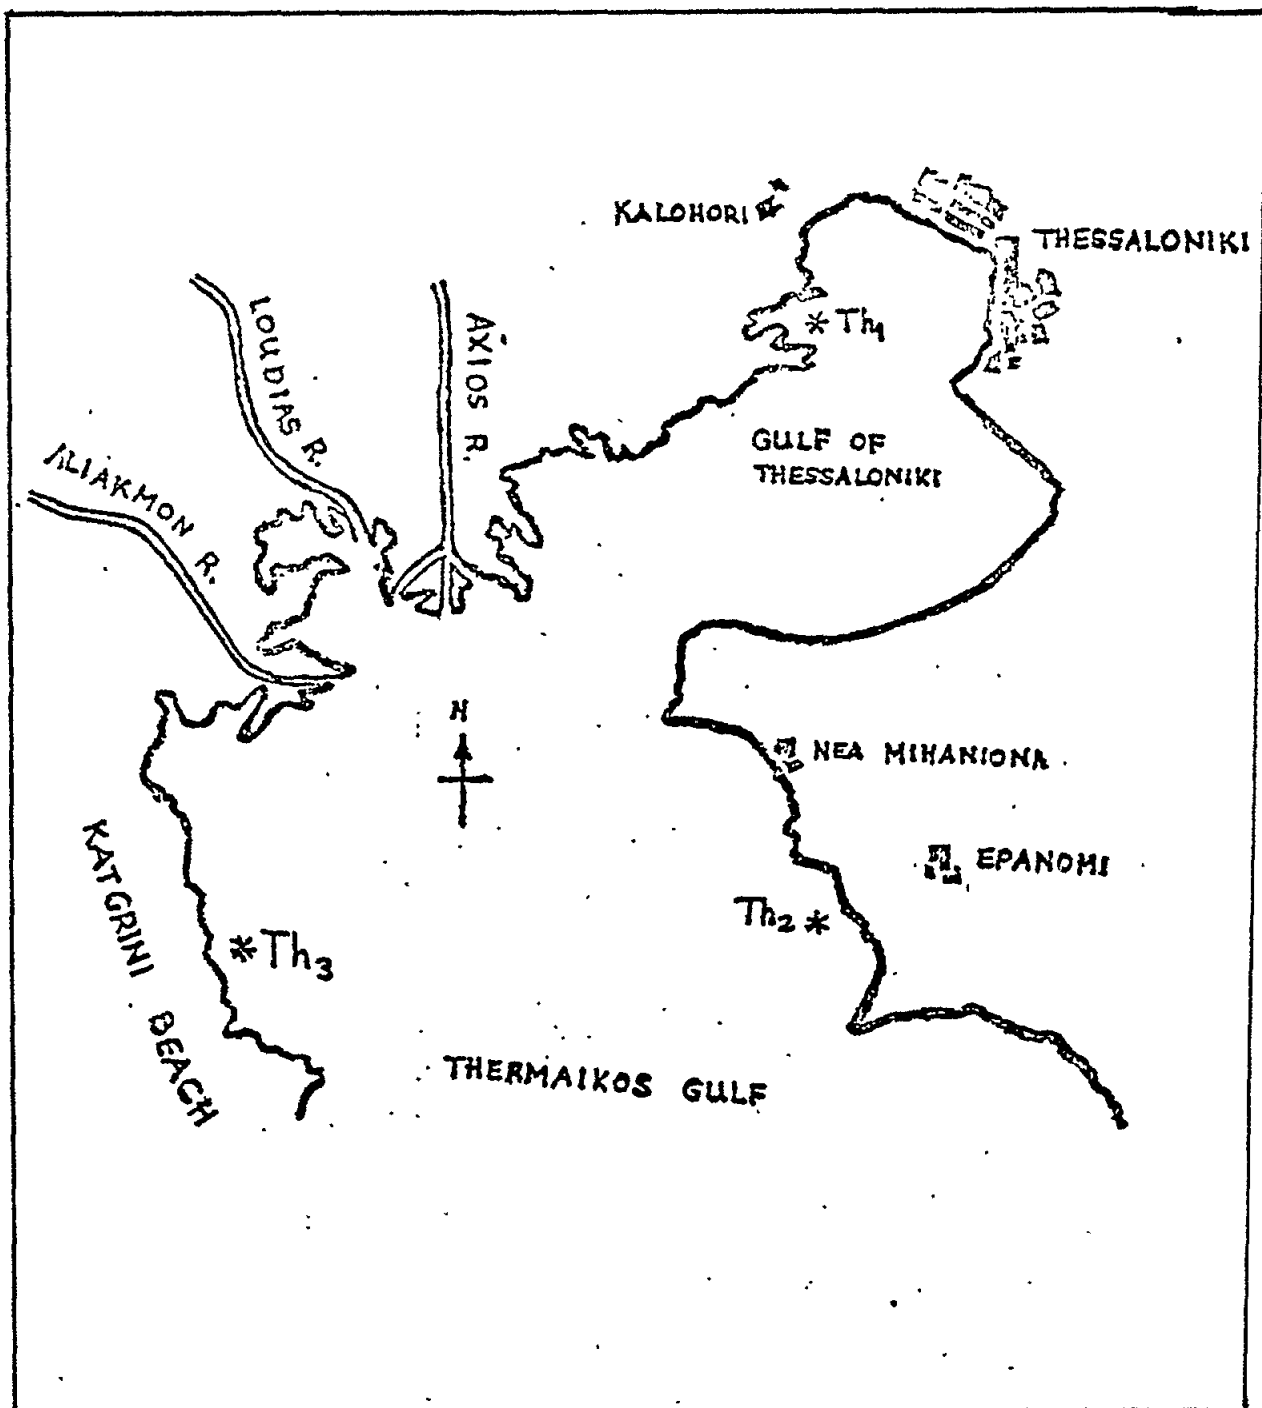 KALOHORI
THESSALONIKI
*Th1
LOUDIAS R.
AXIOS R.
GULF OF
THESSALONIKI
ALIAKMON R.
N
NEA MIHANIONA
EPANOMI
Th2 *
*Th3
KATGRINI BEACH
THERMAIKOS GULF